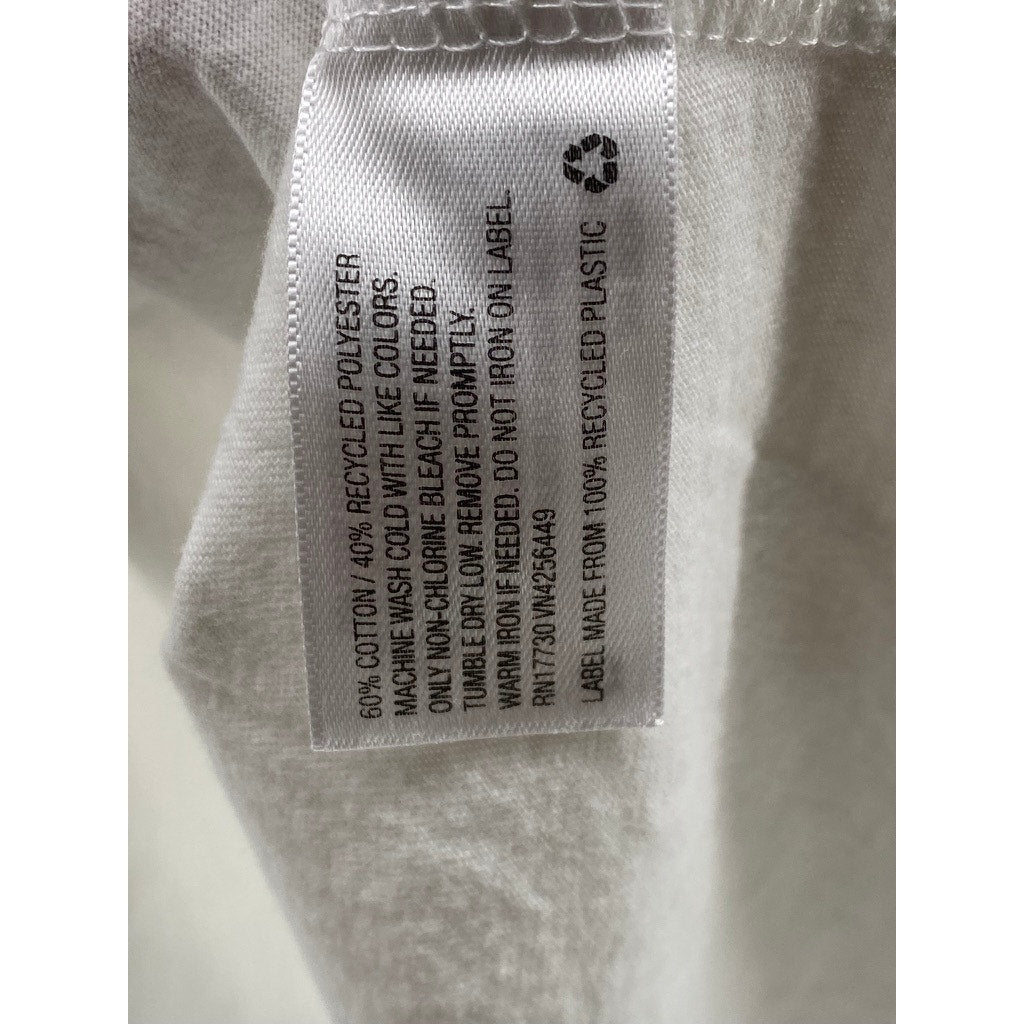 60% COTTON / 40% RECYCLED POLYESTER
MACHINE WASH COLD WITH LIKE COLORS.
ONLY NON-CHLORINE BLEACH IF NEEDED.
TUMBLE DRY LOW. REMOVE PROMPTLY.
WARM IRON IF NEEDED. DO NOT IRON ON LABEL.
RN17730 VN4256449
LABEL MADE FROM 100% RECYCLED PLASTIC